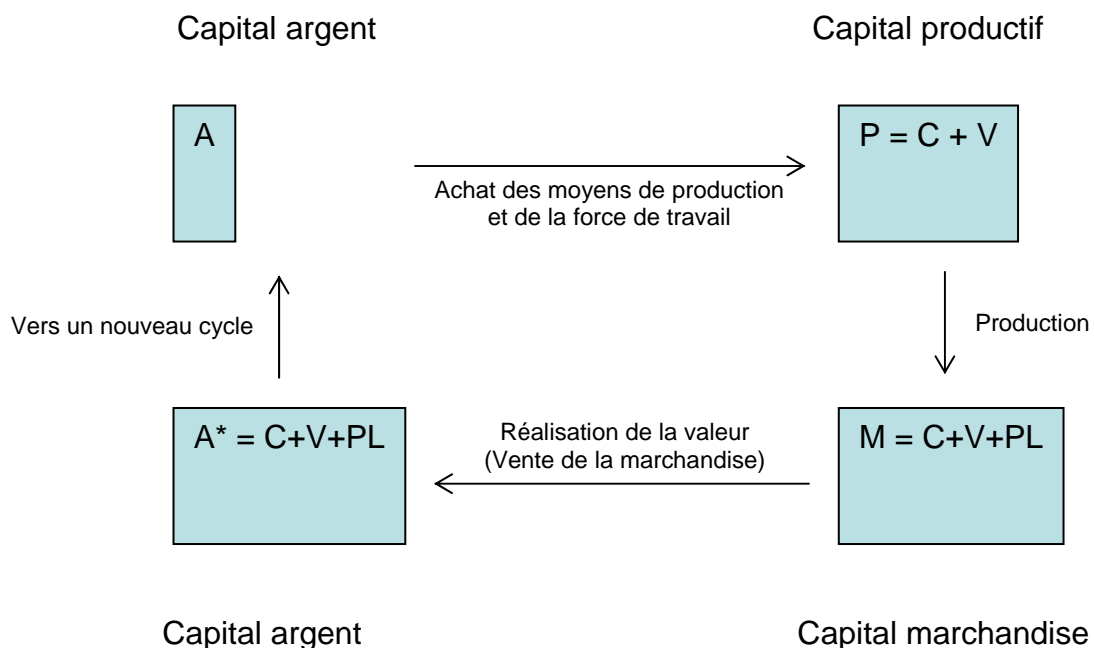 Capital argent
Capital productif
A
P = C + V
Achat des moyens de production
et de la force de travail
Vers un nouveau cycle
Production
A* = C+V+PL
Réalisation de la valeur
(Vente de la marchandise)
M = C+V+PL
Capital argent
Capital marchandise